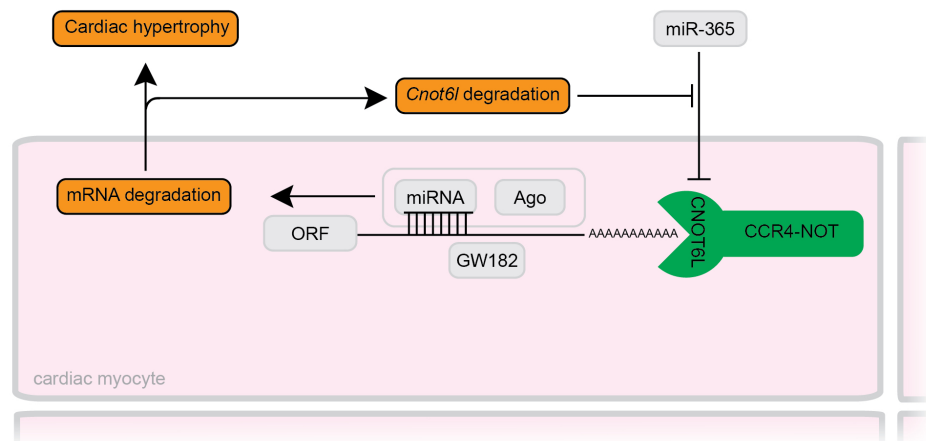 Cardiac hypertrophy
miR-365
Cnot6l degradation
mRNA degradation
miRNA
Ago
ORF
AAAAAAAAAAA
CNOT6L
CCR4-NOT
GW182
cardiac myocyte